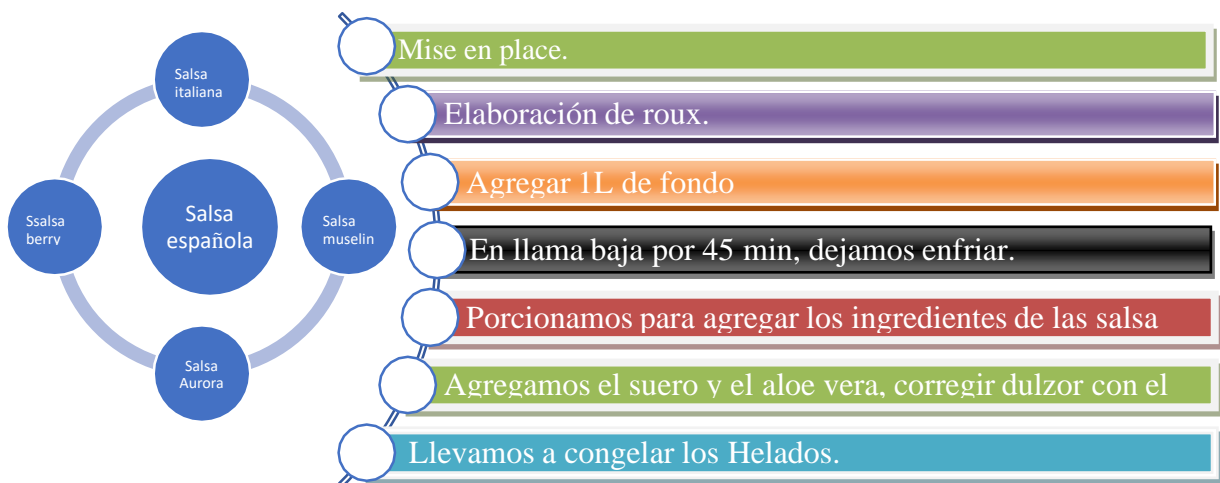 Salsa
italiana
Ssalsa
berry
Salsa
española
Salsa
muselin
Salsa
Aurora
Mise en place.
Elaboración de roux.
Agregar 1L de fondo
En llama baja por 45 min, dejamos enfriar.
Porcionamos para agregar los ingredientes de las salsa
Agregamos el suero y el aloe vera, corregir dulzor con el
Llevamos a congelar los Helados.